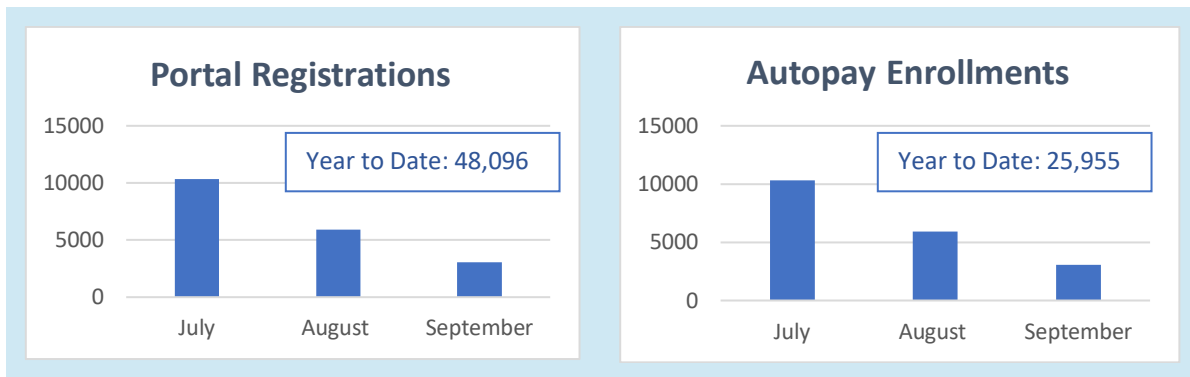 Portal Registrations
15000
Year to Date: 48,096
10000
5000
0
July August September
Autopay Enrollments
15000
Year to Date: 25,955
10000
5000
0
July August September